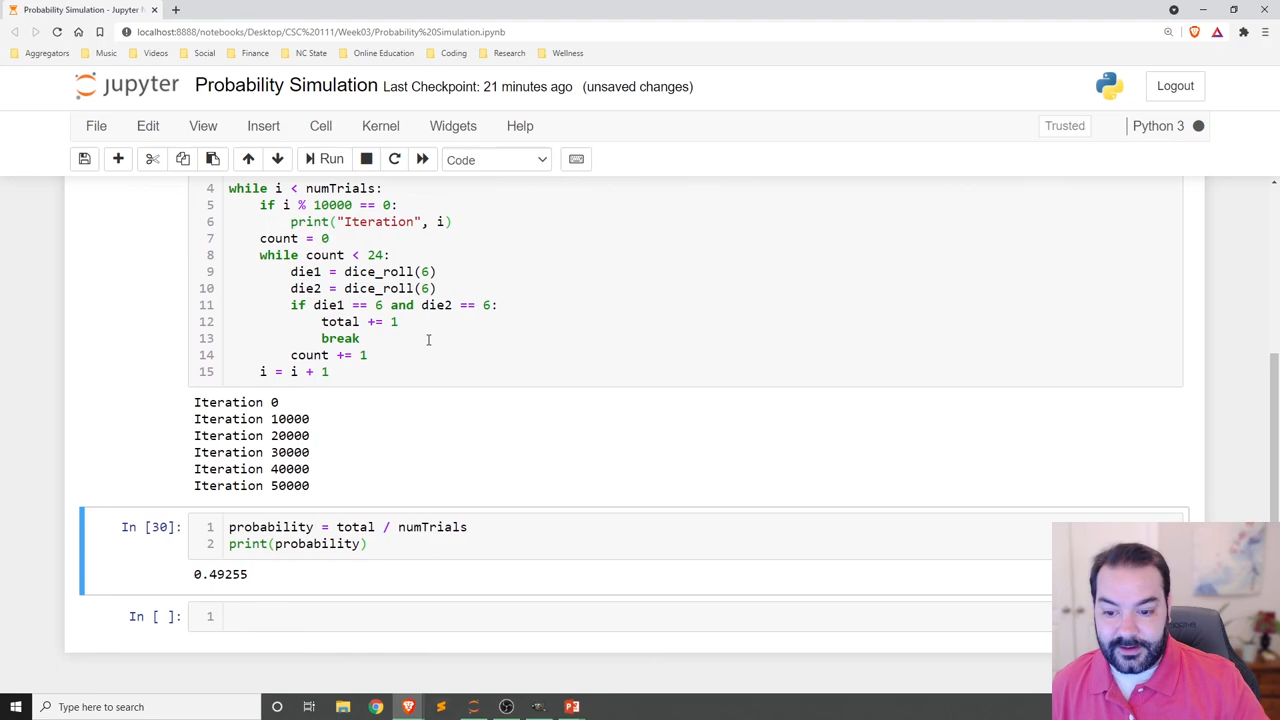 Probability Simulation - Jupyter N
localhost:8888/notebooks/Desktop/CSC%20111/Week03/Probability%20Simulation.ipynb
Aggregators Music Videos Social Finance NC State Online Education Coding Research Wellness
jupyter Probability Simulation Last Checkpoint: 21 minutes ago (unsaved changes) Logout
File Edit View Insert Cell Kernel Widgets Help Trusted Python 3
Run Code
4 while i < numTrials:
5 if i % 10000 == 0:
6 print("Iteration", i)
7 count = 0
8 while count < 24:
9 die1 = dice_roll(6)
10 die2 = dice_roll(6)
11 if die1 == 6 and die2 == 6:
12 total += 1
13 break
14 count += 1
15 i = i + 1
Iteration 0
Iteration 10000
Iteration 20000
Iteration 30000
Iteration 40000
Iteration 50000
In [30]: 1 probability = total / numTrials
2 print(probability)
0.49255
In [ ]: 1
Type here to search